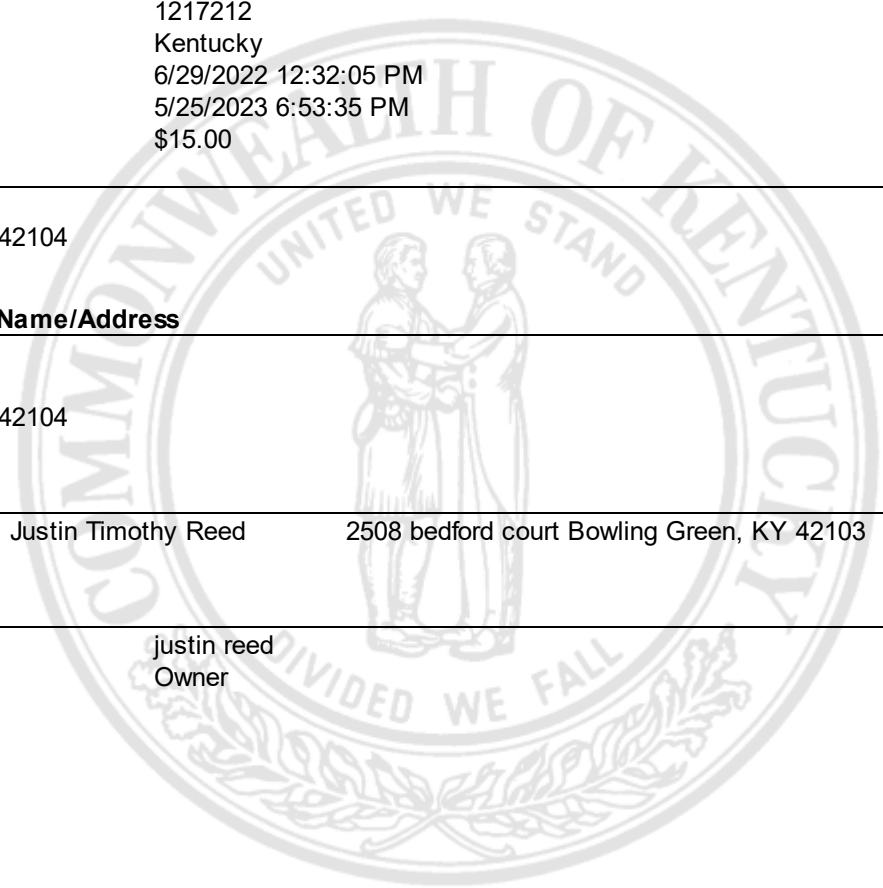 1217212
Kentucky
6/29/2022 12:32:05 PM
5/25/2023 6:53:35 PM
$15.00
42104
Name/Address
42104
Justin Timothy Reed 2508 bedford court Bowling Green, KY 42103
justin reed
Owner
COMMONWEALTH OF KENTUCKY
UNITED WE STAND
DIVIDED WE FALL